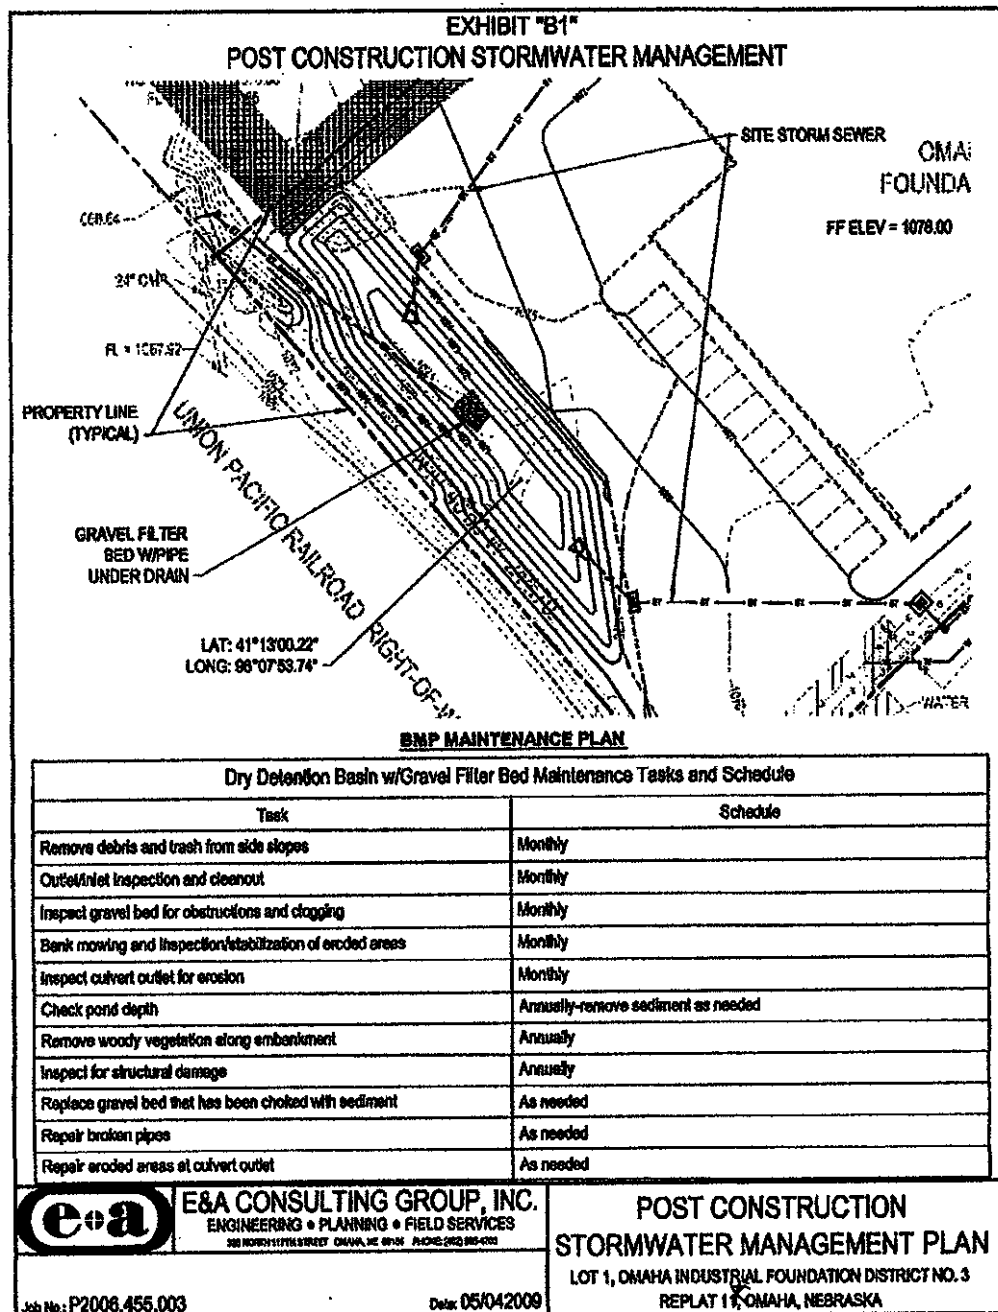 EXHIBIT "B1"
POST CONSTRUCTION STORMWATER MANAGEMENT
SITE STORM SEWER
OMA
FOUNDA
FF ELEV = 1078.00
24" CMP
FL = 1067.92
PROPERTY LINE
(TYPICAL)
UNION PACIFIC RAILROAD RIGHT-OF-W
GRAVEL FILTER
BED W/PIPE
UNDER DRAIN
LAT: 41°13'00.22"
LONG: 96°07'53.74"
WATER
BMP MAINTENANCE PLAN
Dry Detention Basin w/Gravel Filter Bed Maintenance Tasks and Schedule
Task Schedule
Remove debris and trash from side slopes Monthly
Outlet/inlet inspection and cleanout Monthly
Inspect gravel bed for obstructions and clogging Monthly
Bank mowing and inspection/stabilization of eroded areas Monthly
Inspect culvert outlet for erosion Monthly
Check pond depth Annually-remove sediment as needed
Remove woody vegetation along embankment Annually
Inspect for structural damage Annually
Replace gravel bed that has been choked with sediment As needed
Repair broken pipes As needed
Repair eroded areas at culvert outlet As needed
e+a
E&A CONSULTING GROUP, INC.
ENGINEERING • PLANNING • FIELD SERVICES
Job No.: P2006.455.003
Date: 05/042009
POST CONSTRUCTION
STORMWATER MANAGEMENT PLAN
LOT 1, OMAHA INDUSTRIAL FOUNDATION DISTRICT NO. 3
REPLAT 11, OMAHA, NEBRASKA